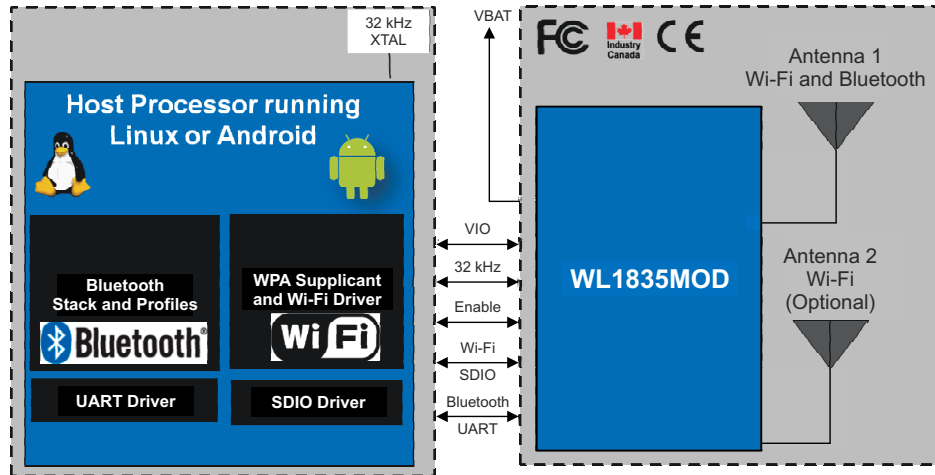 32 kHz
XTAL
Host Processor running
Linux or Android
Bluetooth
Stack and Profiles
Bluetooth®
WPA Supplicant
and Wi-Fi Driver
Wi Fi
UART Driver
SDIO Driver
VBAT
VIO
32 kHz
Enable
Wi-Fi
SDIO
Bluetooth
UART
FC
Industry
Canada
CE
WL1835MOD
Antenna 1
Wi-Fi and Bluetooth
Antenna 2
Wi-Fi
(Optional)